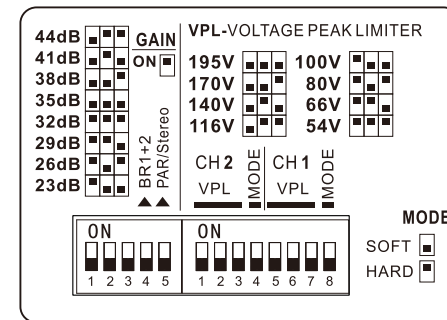 44dB
41dB
38dB
35dB
32dB
29dB
26dB
23dB
GAIN
ON
BR1+2
PAR/Stereo
VPL-VOLTAGE PEAK LIMITER
195V 100V
170V 80V
140V 66V
116V 54V
CH 2 MODE CH 1 MODE
VPL VPL
ON ON
1 2 3 4 5 1 2 3 4 5 6 7 8
MODE
SOFT
HARD